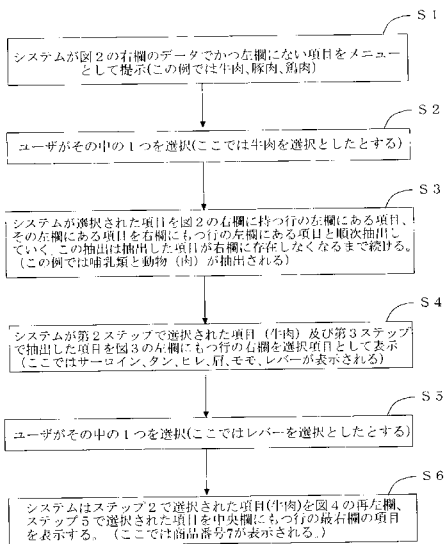 S1
システムが図2の右欄のデータでかつ左欄にない項目をメニュー
として提示(この例では牛肉、豚肉、鶏肉)
S2
ユーザがその中の1つを選択(ここでは牛肉を選択としたとする)
S3
システムが選択された項目を図2の右欄に持つ行の左欄にある項目、
その左欄にある項目を右欄にもつ行の左欄にある項目と順次抽出し
ていく。この抽出は抽出した項目が右欄に存在しなくなるまで続ける。
(この例では哺乳類と動物(肉)が抽出される)
S4
システムが第2ステップで選択された項目(牛肉)及び第3ステップ
で抽出した項目を図3の左欄にもつ行の右欄を選択項目として表示
(ここではサーロイン、タン、ヒレ、肩、モモ、レバーが表示される)
S5
ユーザがその中の1つを選択(ここではレバーを選択としたとする)
S6
システムはステップ2で選択された項目(牛肉)を図4の再左欄、
ステップ5で選択された項目を中央欄にもつ行の最右欄の項目
を表示する。(ここでは商品番号7が表示される。)